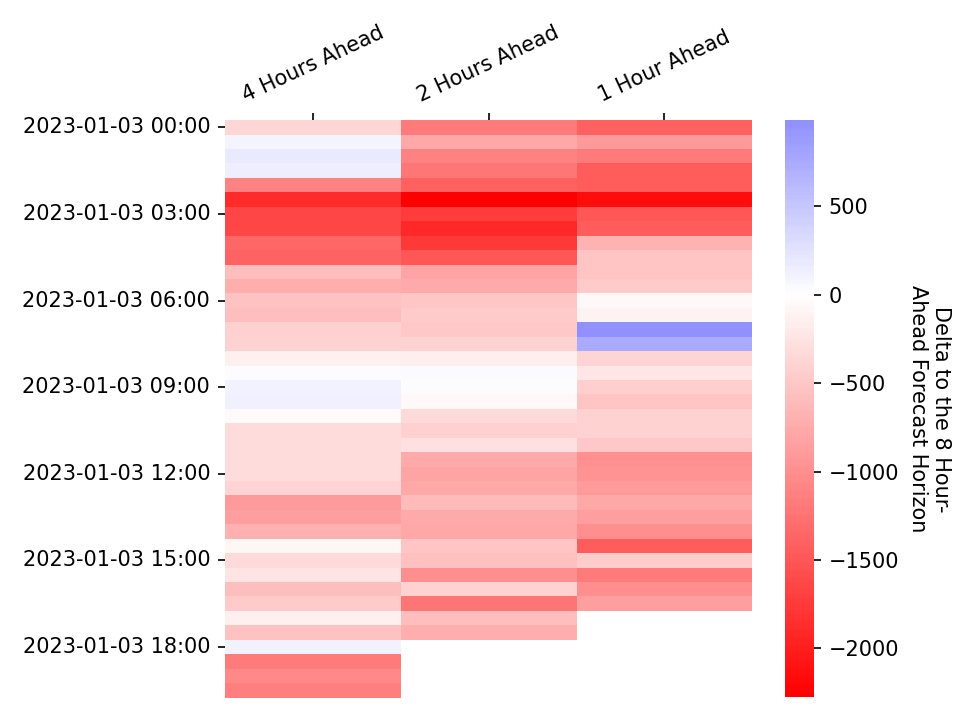 4 Hours Ahead
2 Hours Ahead
1 Hour Ahead
2023-01-03 00:00
2023-01-03 03:00
2023-01-03 06:00
2023-01-03 09:00
2023-01-03 12:00
2023-01-03 15:00
2023-01-03 18:00
500
0
−500
−1000
−1500
−2000
Delta to the 8 Hour-
Ahead Forecast Horizon